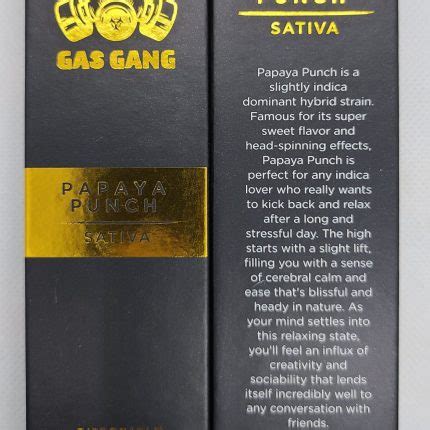 GAS GANG
PAPAYA
PUNCH
SATIVA
PUNCH
SATIVA
Papaya Punch is a
slightly indica
dominant hybrid strain.
Famous for its super
sweet flavor and
head-spinning effects,
Papaya Punch is
perfect for any indica
lover who really wants
to kick back and relax
after a long and
stressful day. The high
starts with a slight lift,
filling you with a sense
of cerebral calm and
ease that's blissful and
heady in nature. As
your mind settles into
this relaxing state,
you'll feel an influx of
creativity and
sociability that lends
itself incredibly well to
any conversation with
friends.